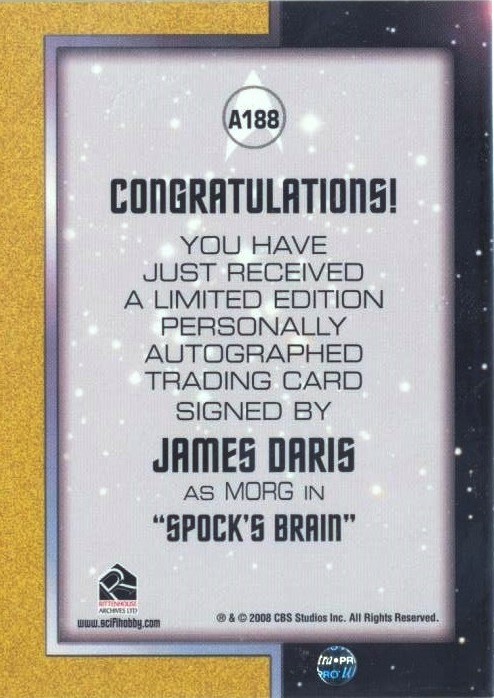 A188
CONGRATULATIONS!
YOU HAVE
JUST RECEIVED
A LIMITED EDITION
PERSONALLY
AUTOGRAPHED
TRADING CARD
SIGNED BY
JAMES DARIS
AS MORG IN
"SPOCK'S BRAIN"
RITTENHOUSE
ARCHIVES LTD
www.scifihobby.com
® & © 2008 CBS Studios Inc. All Rights Reserved.